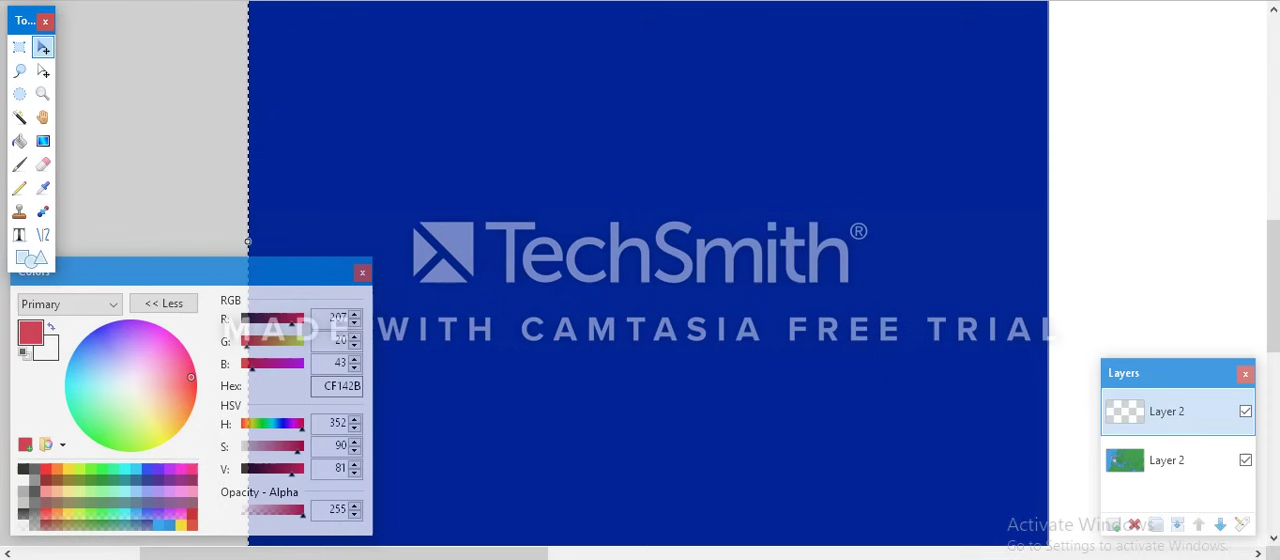 To...
Colors
Primary
<< Less
RGB
R: 207
G: 20
B: 43
Hex: CF142B
HSV
H: 352
S: 90
V: 81
Opacity - Alpha
255
TechSmith®
MADE WITH CAMTASIA FREE TRIAL
Layers
Layer 2
Layer 2
Activate Windows
Go to Settings to activate Windows.